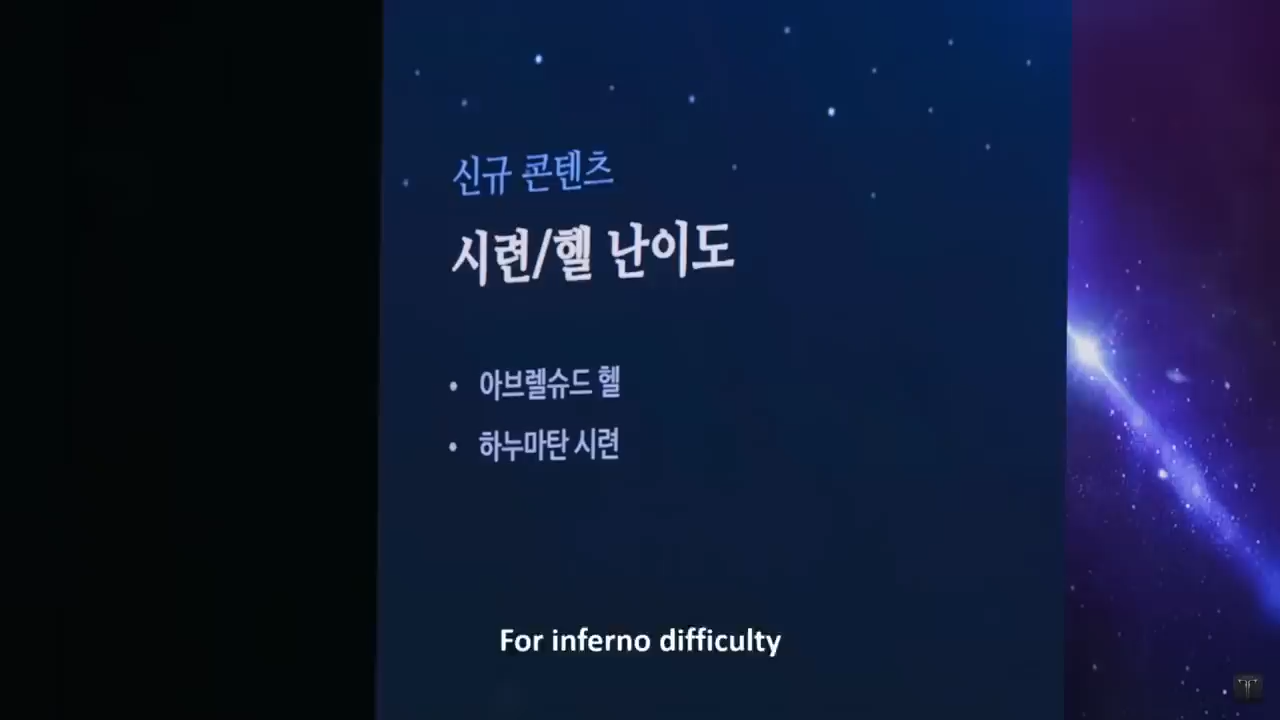 신규 콘텐츠
시련/헬 난이도
• 아브렐슈드 헬
• 하누마탄 시련
For inferno difficulty